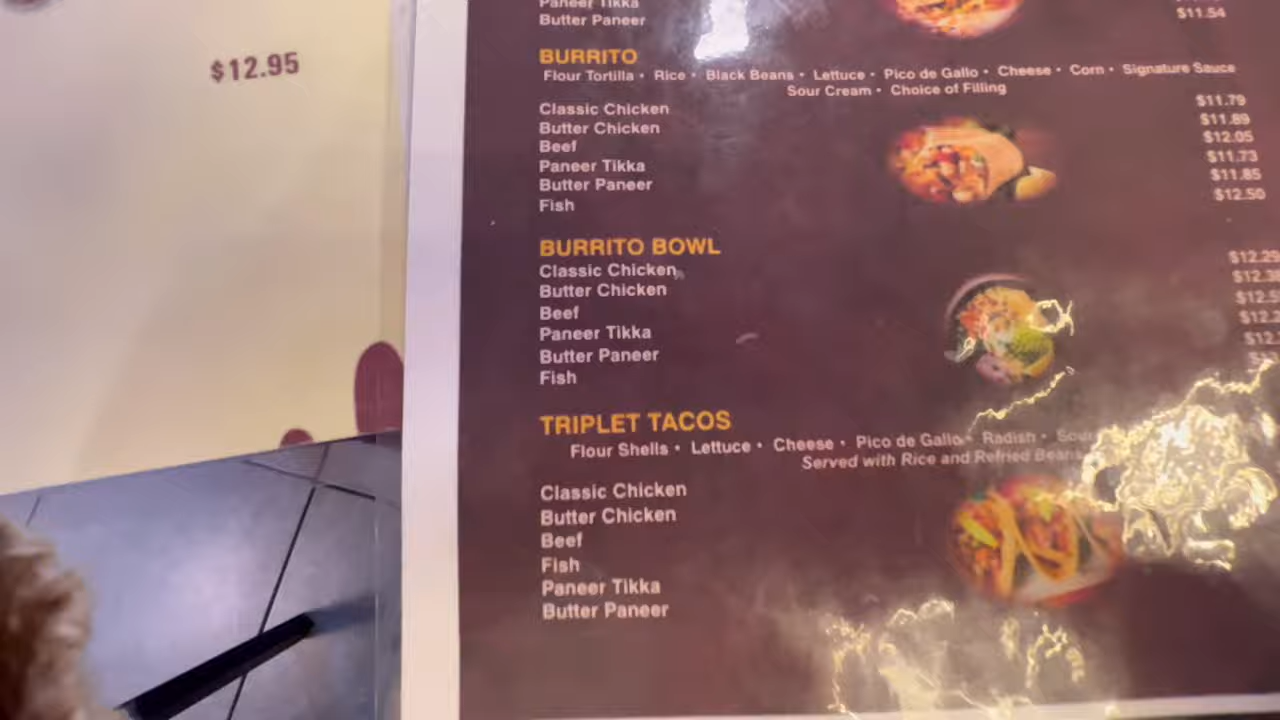 $12.95
Butter Paneer
$11.54
BURRITO
Flour Tortilla • Rice • Black Beans • Lettuce • Pico de Gallo • Cheese • Corn • Signature Sauce
Sour Cream • Choice of Filling
Classic Chicken $11.79
Butter Chicken $11.89
Beef $12.05
Paneer Tikka $11.73
Butter Paneer $11.85
Fish $12.50
BURRITO BOWL
Classic Chicken
Butter Chicken
Beef
Paneer Tikka
Butter Paneer
Fish
TRIPLET TACOS
Flour Shells • Lettuce • Cheese • Pico de Gallo • Radish •
Served with Rice and Refried Beans
Classic Chicken
Butter Chicken
Beef
Fish
Paneer Tikka
Butter Paneer